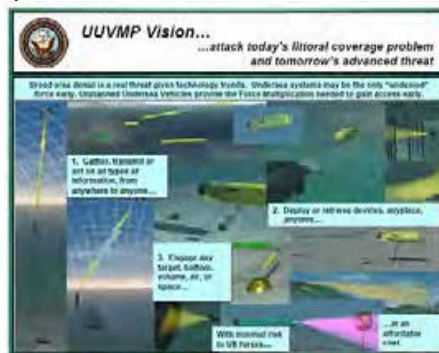 UUVMP Vision...
...attack today's littoral coverage problem
and tomorrow's advanced threat
Broad area denial is a real threat given technology trends. Undersea systems may be the only "undenied"
force early. Unmanned Undersea Vehicles provide the Force Multiplication needed to gain access early.
1. Gather, transmit or
act on all types of
information, from
anywhere to anyone...
2. Deploy or retrieve devices, anyplace,
anytime...
3. Engage any
target, bottom,
volume, air, or
space...
With minimal risk
to US forces...
...at an
affordable
cost.